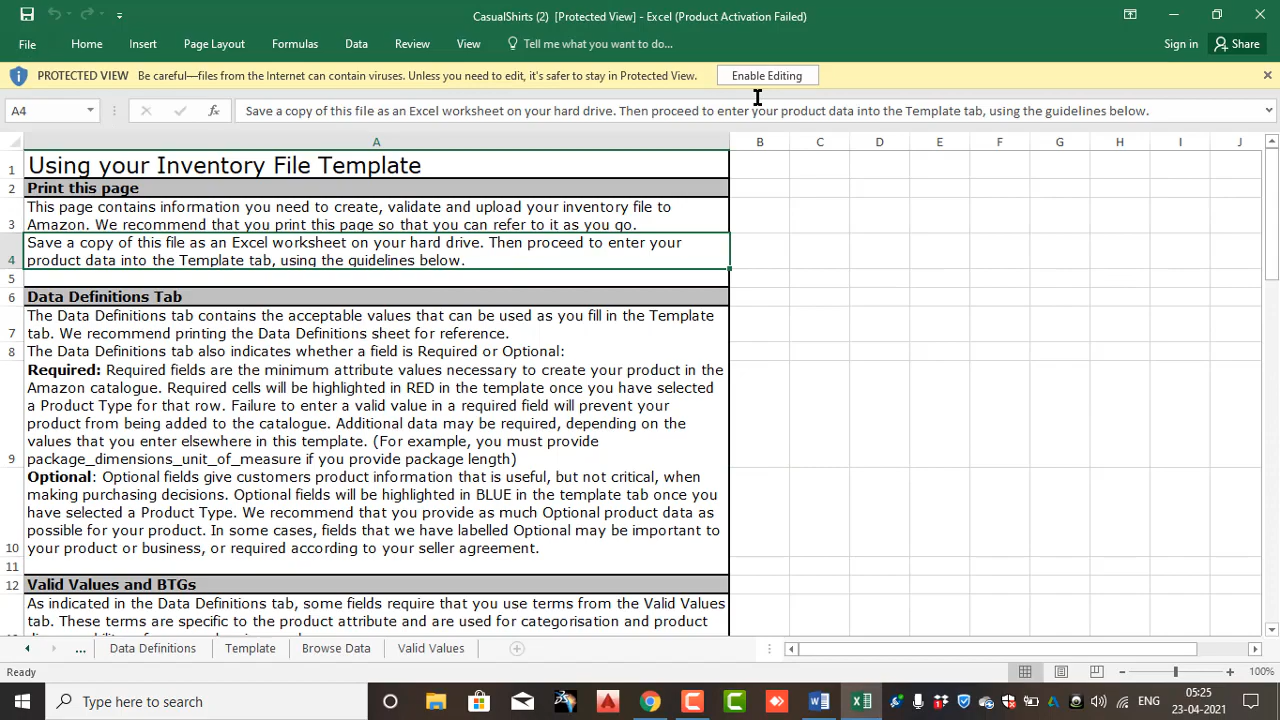 CasualShirts (2) [Protected View] - Excel (Product Activation Failed)
File Home Insert Page Layout Formulas Data Review View Tell me what you want to do... Sign in Share
PROTECTED VIEW Be careful—files from the Internet can contain viruses. Unless you need to edit, it's safer to stay in Protected View. Enable Editing
A4 fx Save a copy of this file as an Excel worksheet on your hard drive. Then proceed to enter your product data into the Template tab, using the guidelines below.
A B C D E F G H I J
1 Using your Inventory File Template
2 Print this page
This page contains information you need to create, validate and upload your inventory file to
3 Amazon. We recommend that you print this page so that you can refer to it as you go.
Save a copy of this file as an Excel worksheet on your hard drive. Then proceed to enter your
4 product data into the Template tab, using the guidelines below.
5
6 Data Definitions Tab
The Data Definitions tab contains the acceptable values that can be used as you fill in the Template
7 tab. We recommend printing the Data Definitions sheet for reference.
8 The Data Definitions tab also indicates whether a field is Required or Optional:
Required: Required fields are the minimum attribute values necessary to create your product in the
Amazon catalogue. Required cells will be highlighted in RED in the template once you have selected
a Product Type for that row. Failure to enter a valid value in a required field will prevent your
product from being added to the catalogue. Additional data may be required, depending on the
values that you enter elsewhere in this template. (For example, you must provide
9 package_dimensions_unit_of_measure if you provide package length)
Optional: Optional fields give customers product information that is useful, but not critical, when
making purchasing decisions. Optional fields will be highlighted in BLUE in the template tab once you
have selected a Product Type. We recommend that you provide as much Optional product data as
possible for your product. In some cases, fields that we have labelled Optional may be important to
10 your product or business, or required according to your seller agreement.
11
12 Valid Values and BTGs
As indicated in the Data Definitions tab, some fields require that you use terms from the Valid Values
tab. These terms are specific to the product attribute and are used for categorisation and product
... Data Definitions Template Browse Data Valid Values
Ready 100%
Type here to search ENG 05:25
23-04-2021